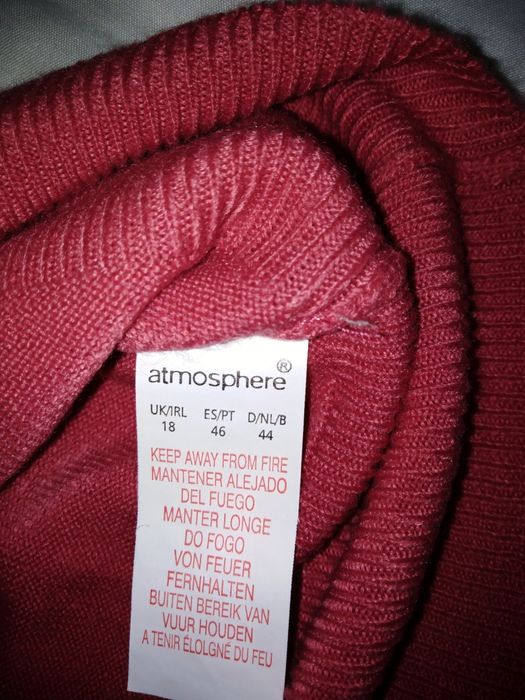 atmosphere®
UK/IRL ES/PT D/NL/B
18 46 44
KEEP AWAY FROM FIRE
MANTENER ALEJADO
DEL FUEGO
MANTER LONGE
DO FOGO
VON FEUER
FERNHALTEN
BUITEN BEREIK VAN
VUUR HOUDEN
A TENIR ÉLOLGNÉ DU FEU